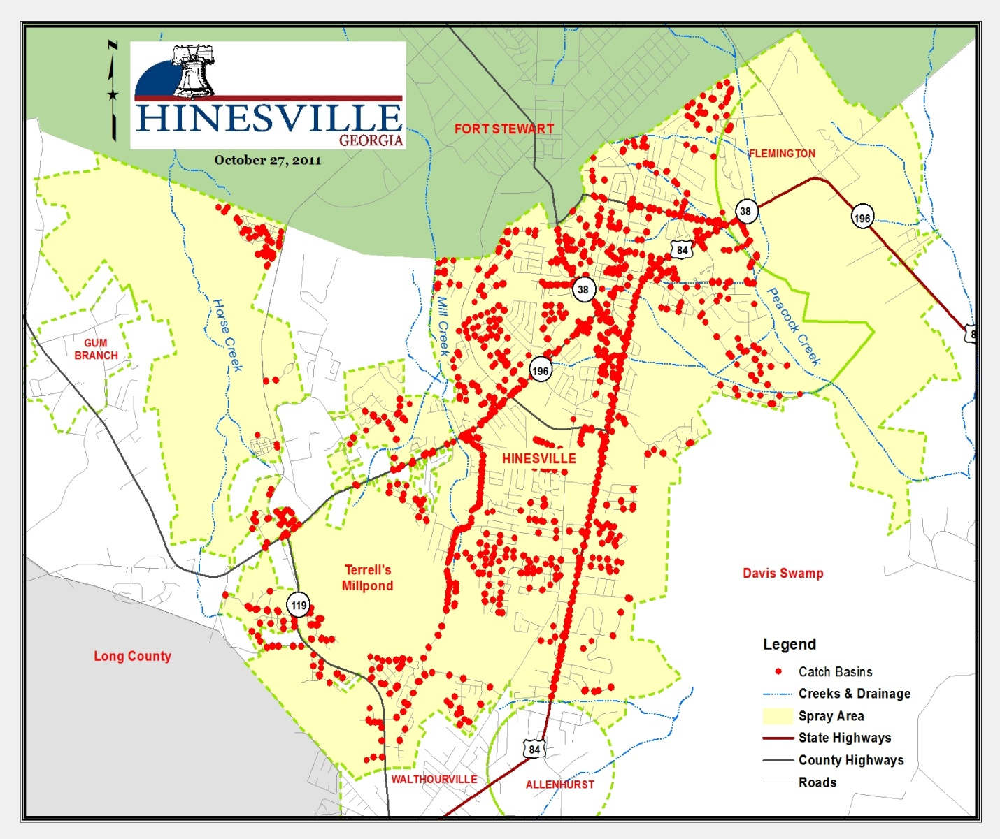 N
HINESVILLE
GEORGIA
October 27, 2011
FORT STEWART
FLEMINGTON
38
196
84
38
Horse Creek
Mill Creek
Peacock Creek
8
GUM
BRANCH
196
HINESVILLE
Terrell's
Millpond
Davis Swamp
119
Long County
84
WALTHOURVILLE
ALLENHURST
Legend
Catch Basins
Creeks & Drainage
Spray Area
State Highways
County Highways
Roads